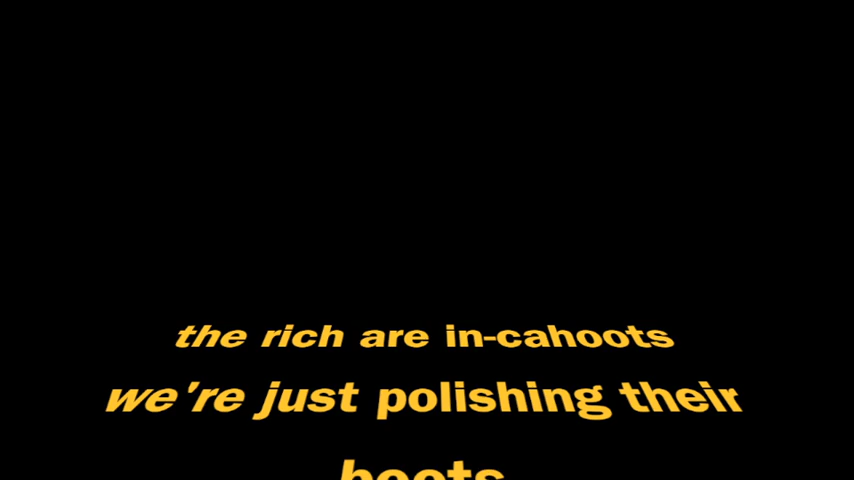 the rich are in-cahoots
we're just polishing their
boots